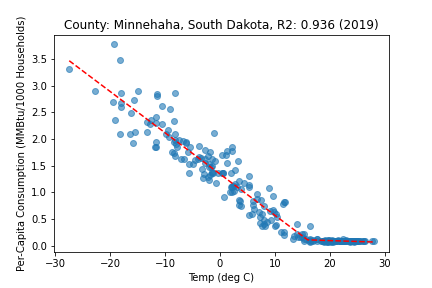 County: Minnehaha, South Dakota, R2: 0.936 (2019)
Per-Capita Consumption (MMBtu/1000 Households)
3.5
3.0
2.5
2.0
1.5
1.0
0.5
0.0
−30 −20 −10 0 10 20 30
Temp (deg C)